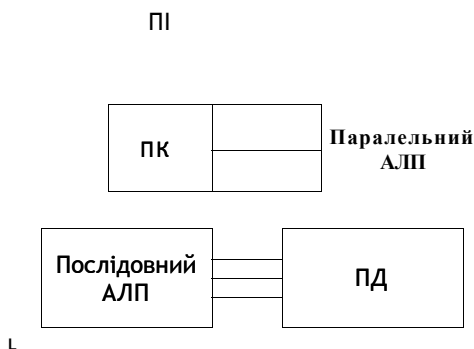 ПІ
ПК
Паралельний
АЛП
Послідовний
АЛП
ПД
L